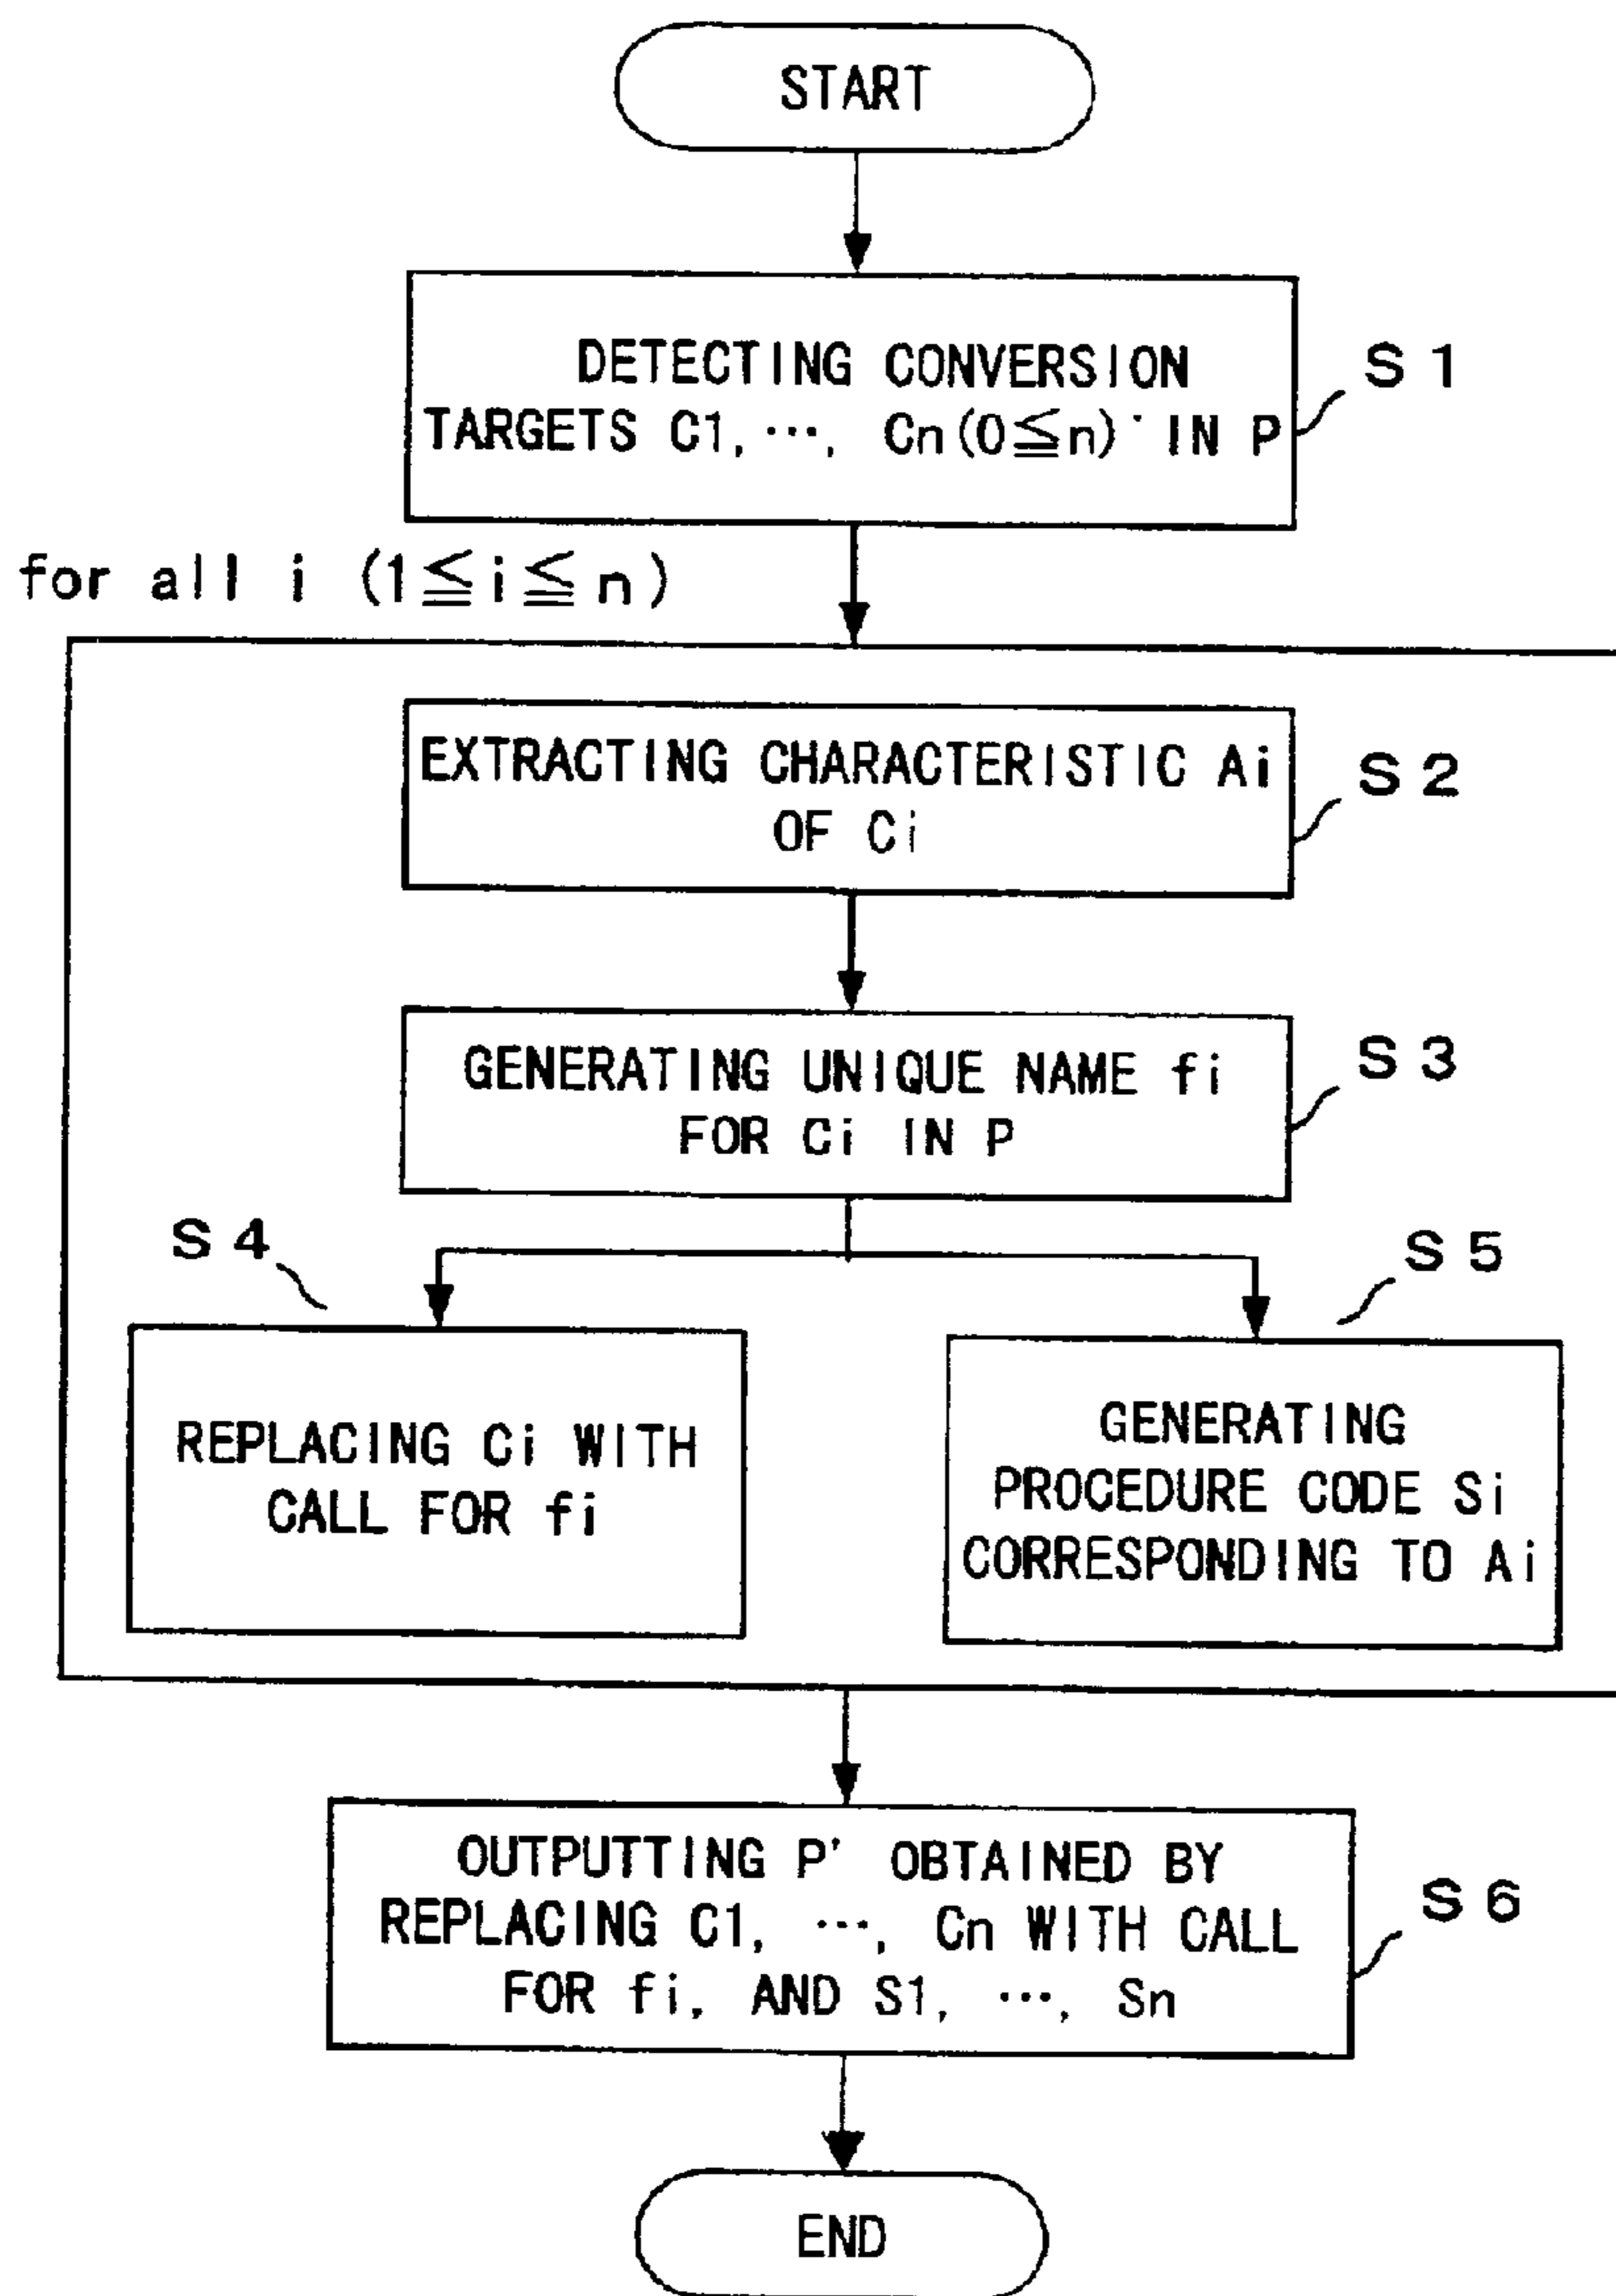 START
DETECTING CONVERSION
TARGETS C1, ···, Cn(0≦n) IN P
S1
for all i (1≦i≦n)
EXTRACTING CHARACTERISTIC Ai
OF Ci
S2
GENERATING UNIQUE NAME fi
FOR Ci IN P
S3
S4
S5
REPLACING Ci WITH
CALL FOR fi
GENERATING
PROCEDURE CODE Si
CORRESPONDING TO Ai
OUTPUTTING P' OBTAINED BY
REPLACING C1, ···, Cn WITH CALL
FOR fi, AND S1, ···, Sn
S6
END